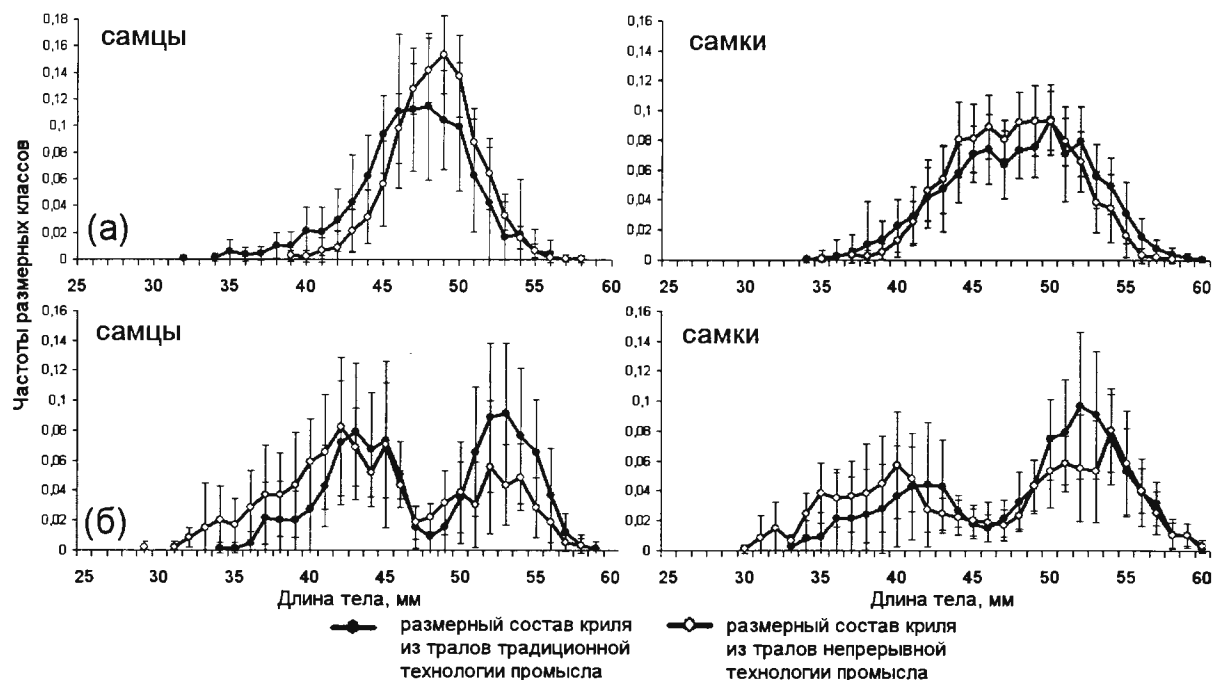 Частоты размерных классов
самцы
0,18
0,16
0,14
0,12
0,1
0,08
0,06
0,04
0,02
0
(а)
25 30 35 40 45 50 55 60
самки
0,16
0,14
0,12
0,1
0,08
0,06
0,04
0,02
0
25 30 35 40 45 50 55 60
самцы
0,16
0,14
0,12
0,1
0,08
0,06
0,04
0,02
0
(б)
25 30 35 40 45 50 55 60
Длина тела, мм
самки
0,16
0,14
0,12
0,1
0,08
0,06
0,04
0,02
0
25 30 35 40 45 50 55 60
Длина тела, мм
размерный состав криля
из тралов традиционной
технологии промысла
размерный состав криля
из тралов непрерывной
технологии промысла